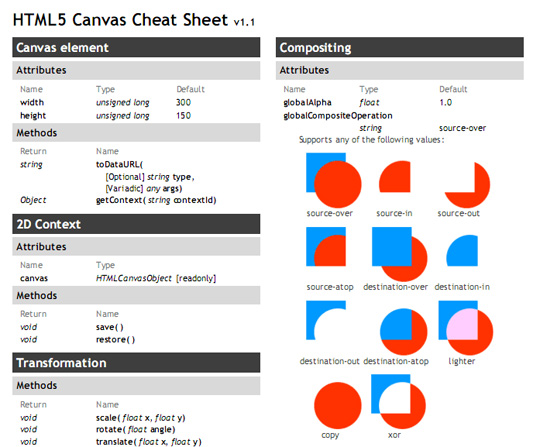 HTML5 Canvas Cheat Sheet v1.1
Canvas element
Attributes
Name Type Default
width unsigned long 300
height unsigned long 150
Methods
Return Name
string toDataURL(
[Optional] string type,
[Variadic] any args)
Object getContext( string contextId)
2D Context
Attributes
Name Type
canvas HTMLCanvasObject [readonly]
Methods
Return Name
void save( )
void restore( )
Transformation
Methods
Return Name
void scale( float x, float y)
void rotate( float angle)
void translate( float x, float y)
Compositing
Attributes
Name Type Default
globalAlpha float 1.0
globalCompositeOperation
string source-over
Supports any of the following values:
source-over source-in source-out
source-atop destination-over destination-in
destination-out destination-atop lighter
copy xor